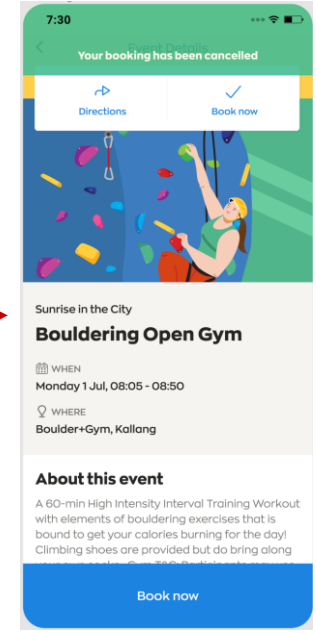 7:30
Event Details
Your booking has been cancelled
Directions
Book now
Sunrise in the City
Bouldering Open Gym
WHEN
Monday 1 Jul, 08:05 - 08:50
WHERE
Boulder+Gym, Kallang
About this event
A 60-min High Intensity Interval Training Workout
with elements of bouldering exercises that is
bound to get your calories burning for the day!
Climbing shoes are provided but do bring along
Book now